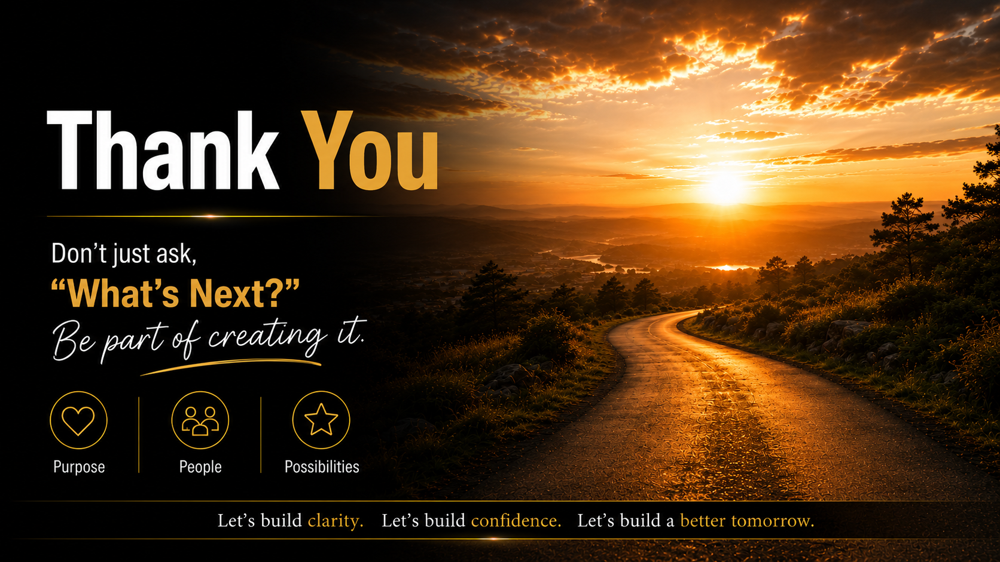 Thank You
Don’t just ask,
“What’s Next?”
Be part of creating it.
Purpose
People
Possibilities
Let’s build clarity. Let’s build confidence. Let’s build a better tomorrow.